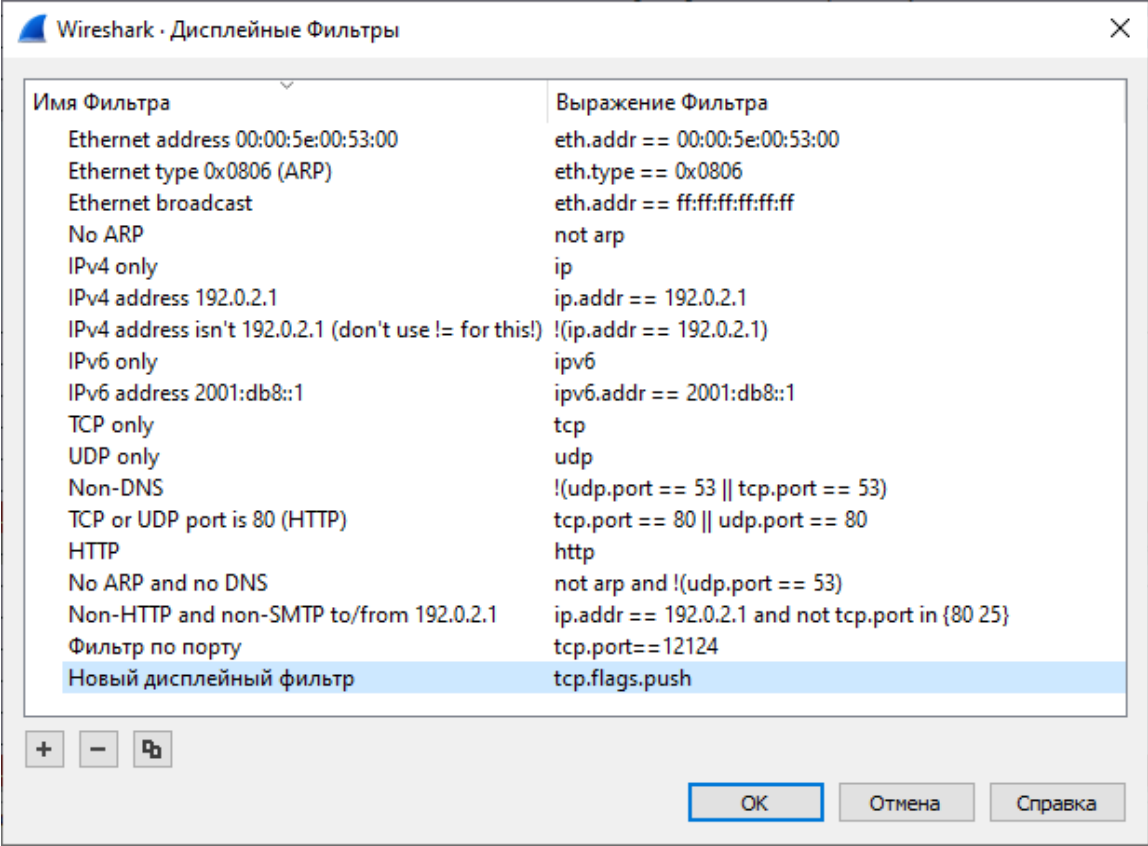 Wireshark · Дисплейные Фильтры
Имя Фильтра Выражение Фильтра
Ethernet address 00:00:5e:00:53:00 eth.addr == 00:00:5e:00:53:00
Ethernet type 0x0806 (ARP) eth.type == 0x0806
Ethernet broadcast eth.addr == ff:ff:ff:ff:ff:ff
No ARP not arp
IPv4 only ip
IPv4 address 192.0.2.1 ip.addr == 192.0.2.1
IPv4 address isn't 192.0.2.1 (don't use != for this!) !(ip.addr == 192.0.2.1)
IPv6 only ipv6
IPv6 address 2001:db8::1 ipv6.addr == 2001:db8::1
TCP only tcp
UDP only udp
Non-DNS !(udp.port == 53 || tcp.port == 53)
TCP or UDP port is 80 (HTTP) tcp.port == 80 || udp.port == 80
HTTP http
No ARP and no DNS not arp and !(udp.port == 53)
Non-HTTP and non-SMTP to/from 192.0.2.1 ip.addr == 192.0.2.1 and not tcp.port in {80 25}
Фильтр по порту tcp.port==12124
Новый дисплейный фильтр tcp.flags.push
OK Отмена Справка